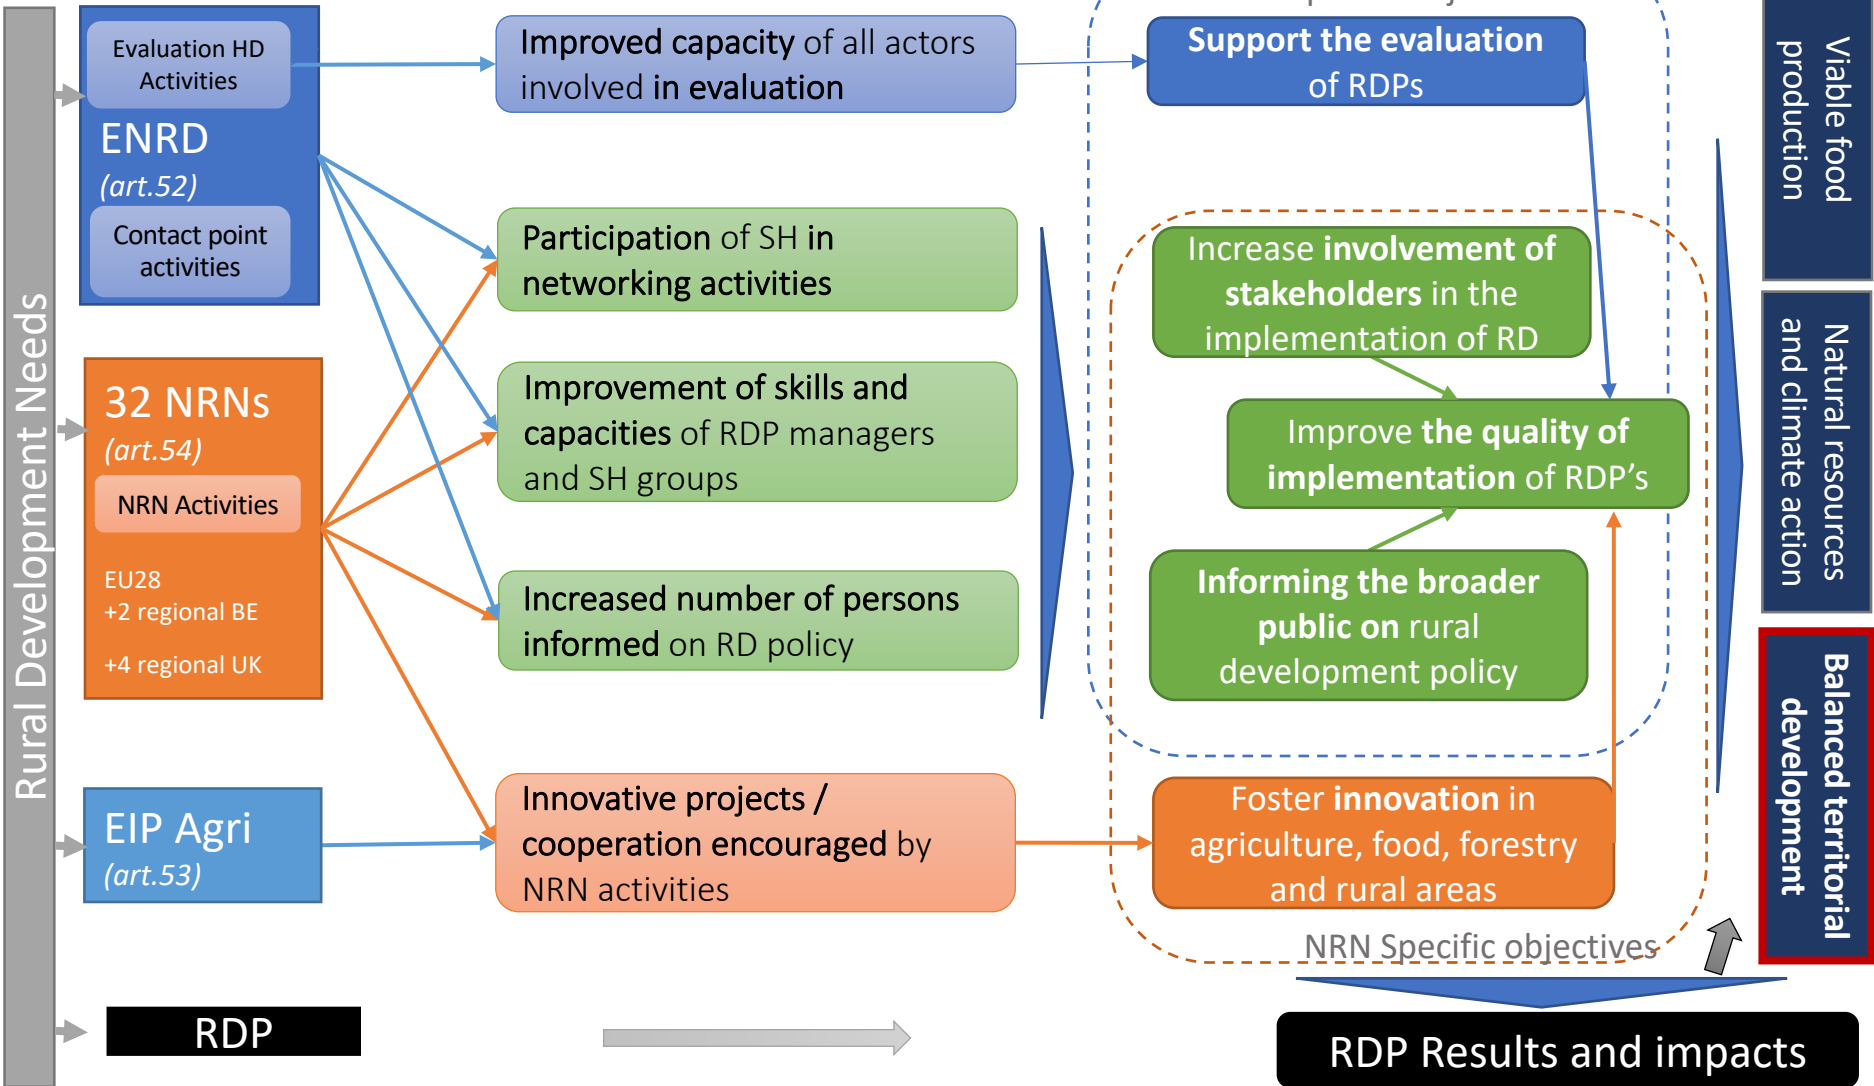 Rural Development Needs
Evaluation HD
Activities
ENRD
(art.52)
Contact point
activities
32 NRNs
(art.54)
NRN Activities
EU28
+2 regional BE
+4 regional UK
EIP Agri
(art.53)
RDP
Improved capacity of all actors
involved in evaluation
Participation of SH in
networking activities
Improvement of skills and
capacities of RDP managers
and SH groups
Increased number of persons
informed on RD policy
Innovative projects /
cooperation encouraged by
NRN activities
Support the evaluation
of RDPs
Increase involvement of
stakeholders in the
implementation of RD
Improve the quality of
implementation of RDP’s
Informing the broader
public on rural
development policy
Foster innovation in
agriculture, food, forestry
and rural areas
NRN Specific objectives
RDP Results and impacts
Viable food
production
Natural resources
and climate action
Balanced territorial
development